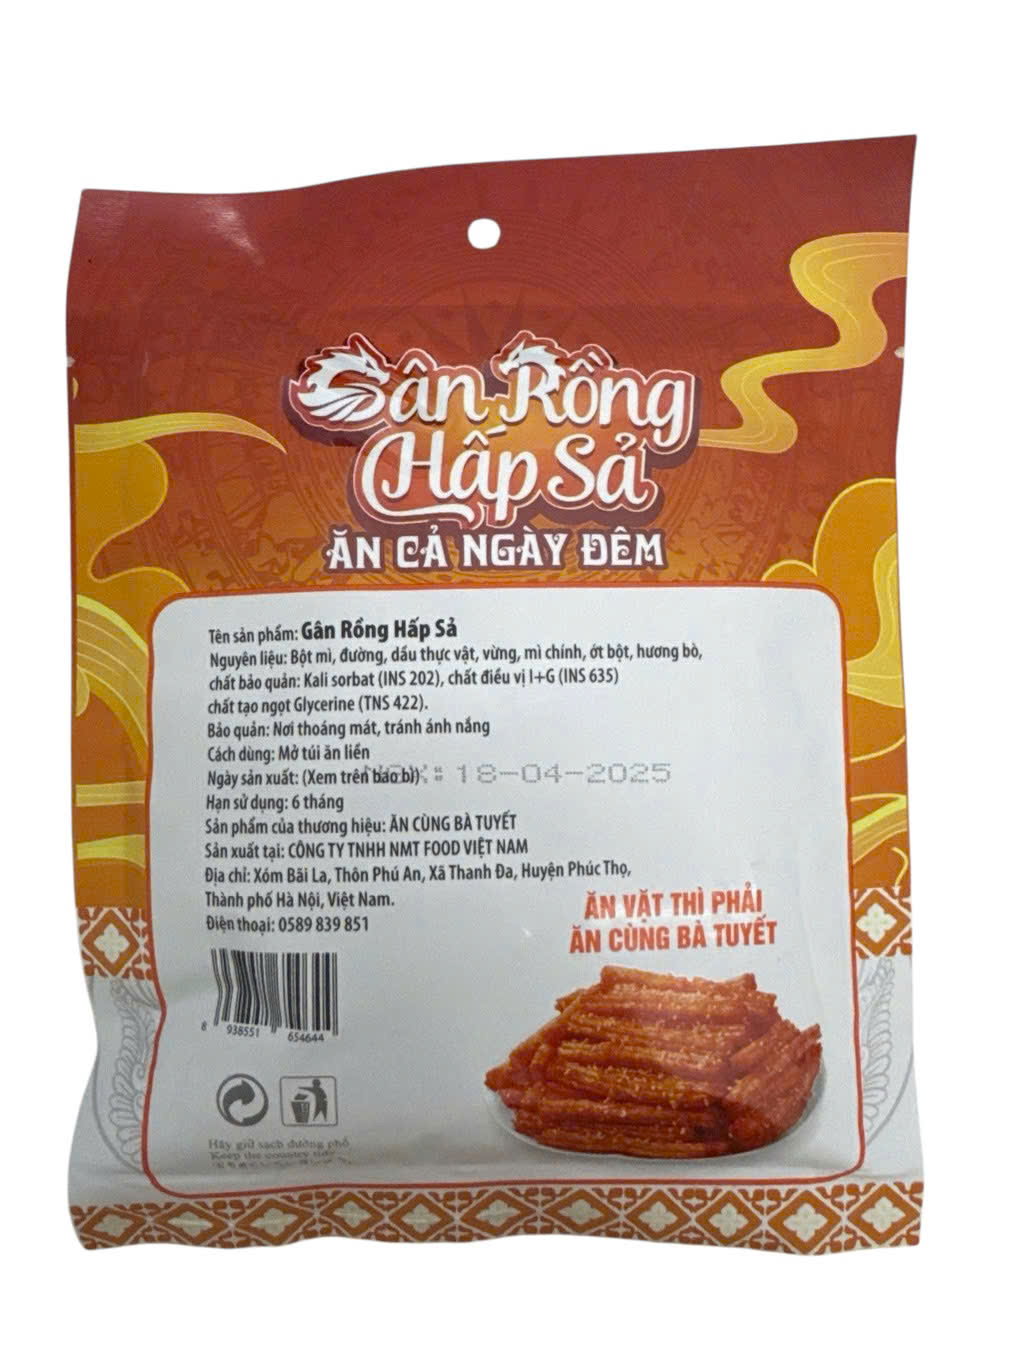 Gân Rồng
Hấp Sả
ĂN CẢ NGÀY ĐÊM
Tên sản phẩm: Gân Rồng Hấp Sả
Nguyên liệu: Bột mì, đường, dầu thực vật, vừng, mì chính, ớt bột, hương bò,
chất bảo quản: Kali sorbat (INS 202), chất điều vị I+G (INS 635)
chất tạo ngọt Glycerine (TNS 422).
Bảo quản: Nơi thoáng mát, tránh ánh nắng
Cách dùng: Mở túi ăn liền
Ngày sản xuất: (Xem trên bao bì) NSX: 18-04-2025
Hạn sử dụng: 6 tháng
Sản phẩm của thương hiệu: ĂN CÙNG BÀ TUYẾT
Sản xuất tại: CÔNG TY TNHH NMT FOOD VIỆT NAM
Địa chỉ: Xóm Bãi La, Thôn Phú An, Xã Thanh Đa, Huyện Phúc Thọ,
Thành phố Hà Nội, Việt Nam.
Điện thoại: 0589 839 851
ĂN VẶT THÌ PHẢI
ĂN CÙNG BÀ TUYẾT
8 938551 654644
Hãy giữ sạch đường phố
Keep the country tidy